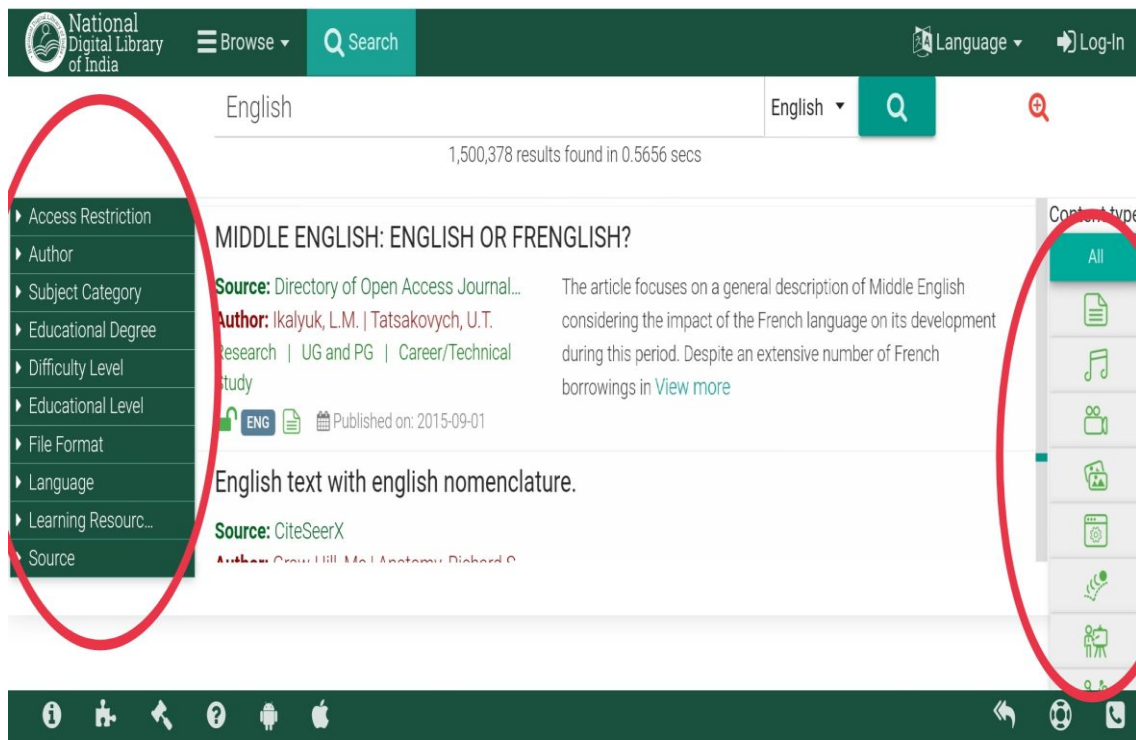 National
Digital Library
of India
Browse
Search
Language
Log-In
English
English
1,500,378 results found in 0.5656 secs
Access Restriction
Author
Subject Category
Educational Degree
Difficulty Level
Educational Level
File Format
Language
Learning Resourc...
Source
MIDDLE ENGLISH: ENGLISH OR FRENGLISH?
Source: Directory of Open Access Journal...
Author: Ikalyuk, L.M. | Tatsakovych, U.T.
Research | UG and PG | Career/Technical
Study
ENG Published on: 2015-09-01
The article focuses on a general description of Middle English
considering the impact of the French language on its development
during this period. Despite an extensive number of French
borrowings in View more
English text with english nomenclature.
Source: CiteSeerX
Content type
All